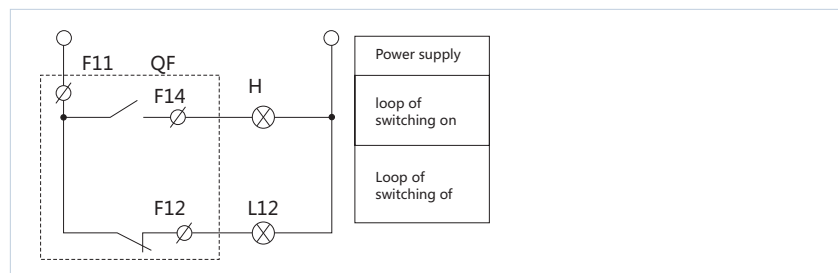 F11
QF
F14
H
F12
L12
Power supply
loop of
switching on
Loop of
switching of